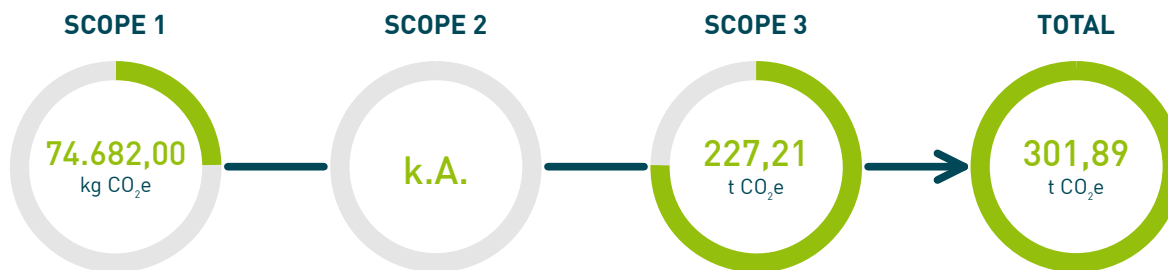 SCOPE 1
74.682,00
kg CO₂e
SCOPE 2
k.A.
SCOPE 3
227,21
t CO₂e
TOTAL
301,89
t CO₂e